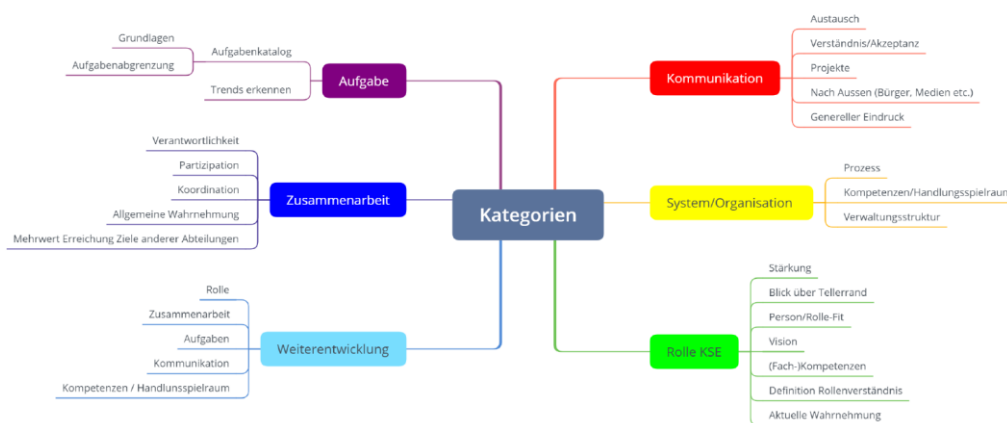 Kategorien
Aufgabe
Aufgabenkatalog
Grundlagen
Aufgabenabgrenzung
Trends erkennen
Zusammenarbeit
Verantwortlichkeit
Partizipation
Koordination
Allgemeine Wahrnehmung
Mehrwert Erreichung Ziele anderer Abteilungen
Weiterentwicklung
Rolle
Zusammenarbeit
Aufgaben
Kommunikation
Kompetenzen / Handlunsspielraum
Kommunikation
Austausch
Verständnis/Akzeptanz
Projekte
Nach Aussen (Bürger, Medien etc.)
Genereller Eindruck
System/Organisation
Prozess
Kompetenzen/Handlungsspielraum
Verwaltungsstruktur
Rolle KSE
Stärkung
Blick über Tellerrand
Person/Rolle-Fit
Vision
(Fach-)Kompetenzen
Definition Rollenverständnis
Aktuelle Wahrnehmung